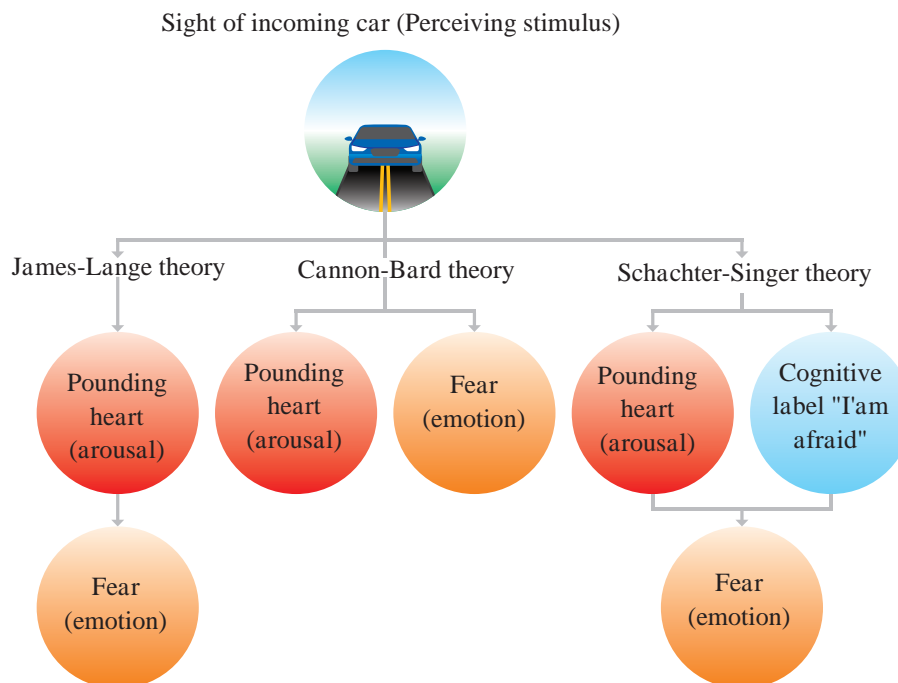 Sight of incoming car (Perceiving stimulus)
James-Lange theory
Cannon-Bard theory
Schachter-Singer theory
Pounding
heart
(arousal)
Pounding
heart
(arousal)
Fear
(emotion)
Pounding
heart
(arousal)
Cognitive
label "I'am
afraid"
Fear
(emotion)
Fear
(emotion)